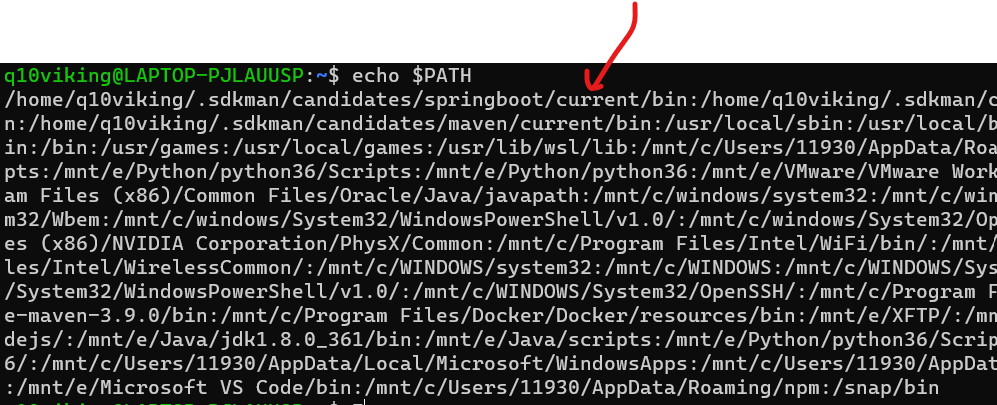 q10viking@LAPTOP-PJLAUUSP:~$ echo $PATH
/home/q10viking/.sdkman/candidates/springboot/current/bin:/home/q10viking/.sdkman/c
n:/home/q10viking/.sdkman/candidates/maven/current/bin:/usr/local/sbin:/usr/local/b
in:/bin:/usr/games:/usr/local/games:/usr/lib/wsl/lib:/mnt/c/Users/11930/AppData/Roa
pts:/mnt/e/Python/python36/Scripts:/mnt/e/Python/python36:/mnt/e/VMware/VMware Work
am Files (x86)/Common Files/Oracle/Java/javapath:/mnt/c/windows/system32:/mnt/c/win
m32/Wbem:/mnt/c/windows/System32/WindowsPowerShell/v1.0/:/mnt/c/windows/System32/Op
es (x86)/NVIDIA Corporation/PhysX/Common:/mnt/c/Program Files/Intel/WiFi/bin/:/mnt/
les/Intel/WirelessCommon/:/mnt/c/WINDOWS/system32:/mnt/c/WINDOWS:/mnt/c/WINDOWS/Sys
/System32/WindowsPowerShell/v1.0/:/mnt/c/WINDOWS/System32/OpenSSH/:/mnt/c/Program F
e-maven-3.9.0/bin:/mnt/c/Program Files/Docker/Docker/resources/bin:/mnt/e/XFTP/:/mn
dejs/:/mnt/e/Java/jdk1.8.0_361/bin:/mnt/e/Java/scripts:/mnt/e/Python/python36/Scrip
6/:/mnt/c/Users/11930/AppData/Local/Microsoft/WindowsApps:/mnt/c/Users/11930/AppDat
:/mnt/e/Microsoft VS Code/bin:/mnt/c/Users/11930/AppData/Roaming/npm:/snap/bin